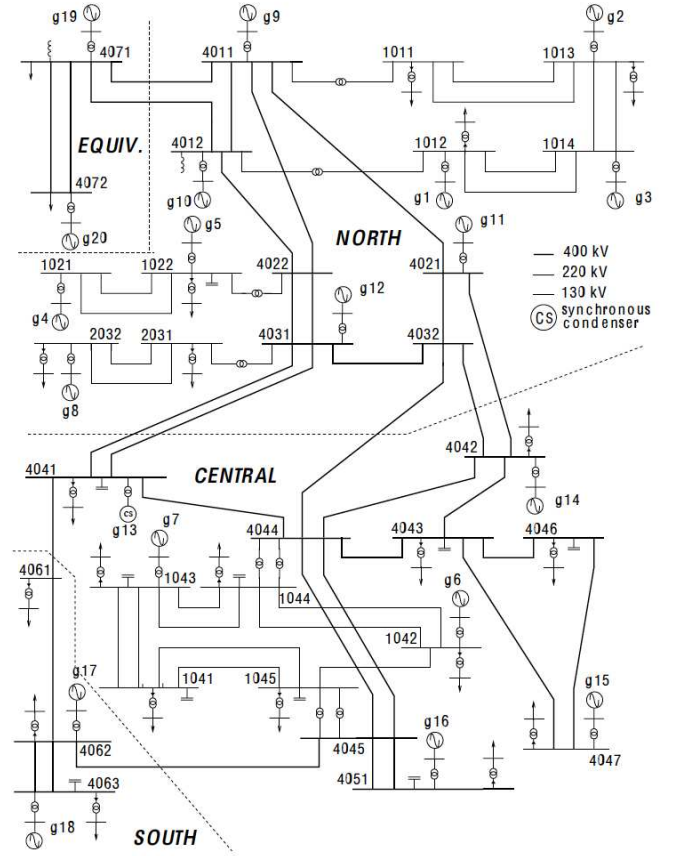 g19 g9 g2
4071 4011 1011 1013
EQUIV. 4012 1012 1014
4072 g10 g1 g3
g20 g5 NORTH g11
1021 1022 4022 4021
g12
400 kV
220 kV
130 kV
CS synchronous
condenser
g4
2032 2031 4031 4032
g8
4041 CENTRAL 4042
CS
g13 g7 4044 4043 4046 g14
4061 1043 1044 g6
1042
g17 1041 1045 g15
4062 4045 g16 4047
4063 4051
g18 SOUTH